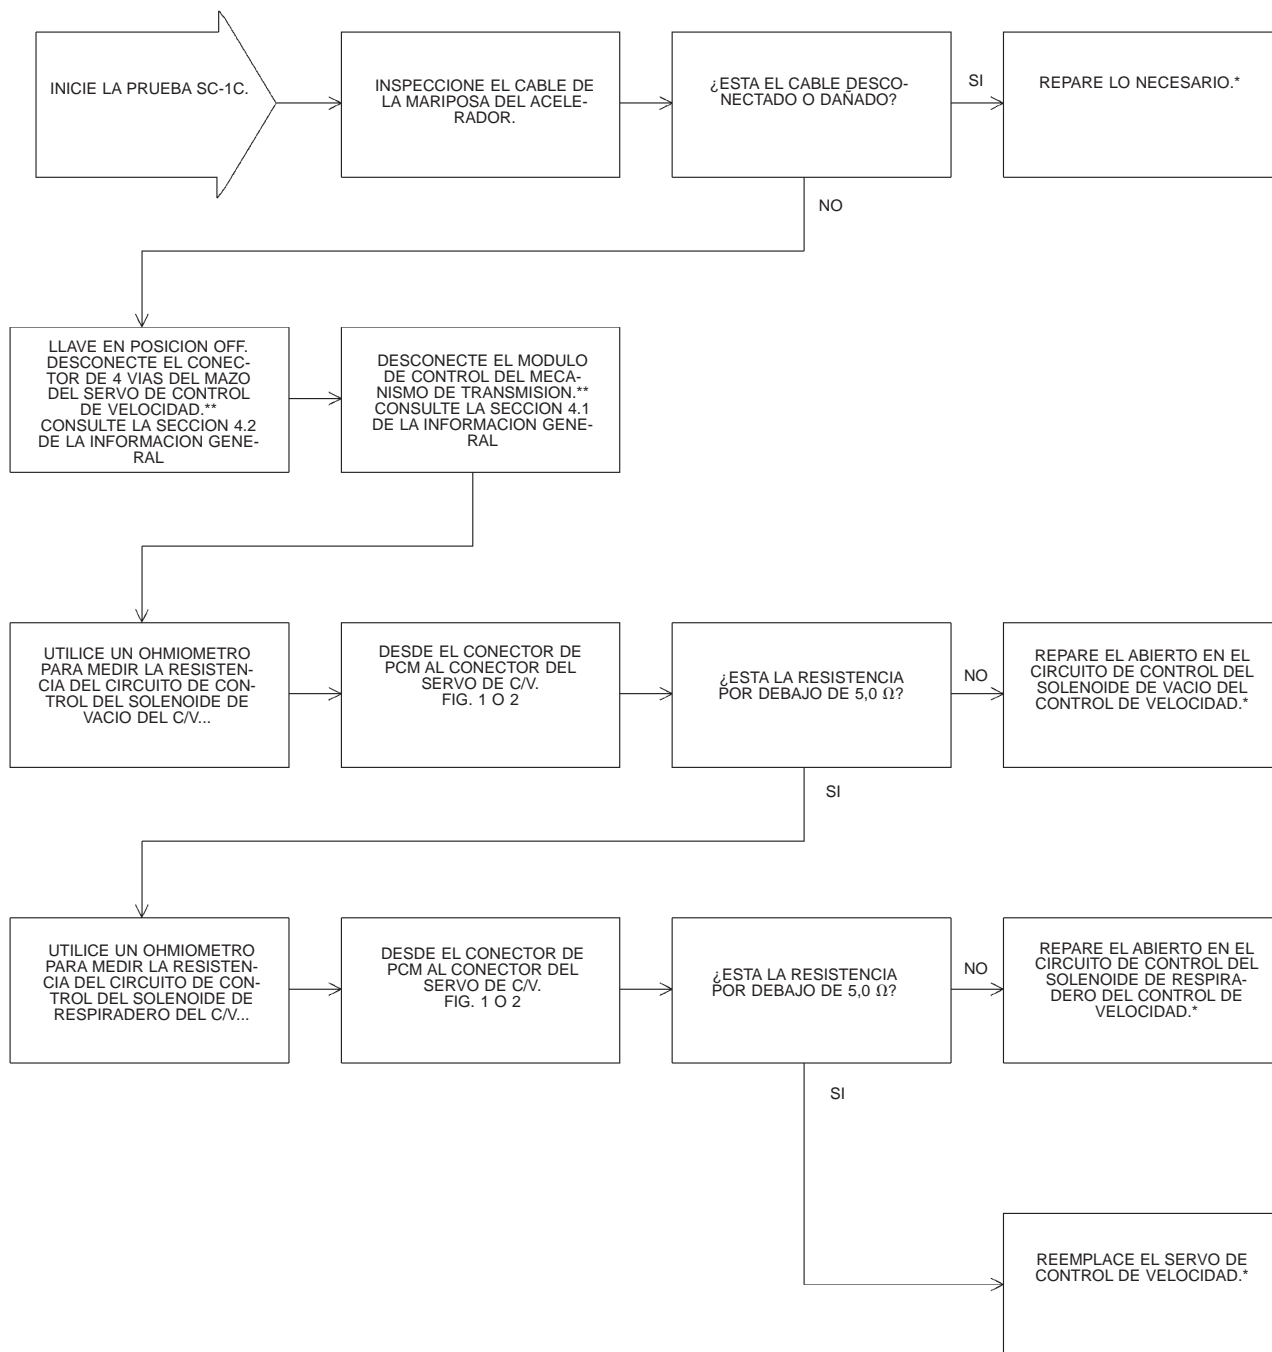 INICIE LA PRUEBA SC-1C.
INSPECCIONE EL CABLE DE
LA MARIPOSA DEL ACELE-
RADOR.
¿ESTA EL CABLE DESCO-
NECTADO O DAÑADO?
SI
REPARE LO NECESARIO.*
NO
LLAVE EN POSICION OFF.
DESCONECTE EL CONEC-
TOR DE 4 VIAS DEL MAZO
DEL SERVO DE CONTROL
DE VELOCIDAD.**
CONSULTE LA SECCION 4.2
DE LA INFORMACION GENE-
RAL
DESCONECTE EL MODULO
DE CONTROL DEL MECA-
NISMO DE TRANSMISION.**
CONSULTE LA SECCION 4.1
DE LA INFORMACION GENE-
RAL
UTILICE UN OHMIOMETRO
PARA MEDIR LA RESISTEN-
CIA DEL CIRCUITO DE CON-
TROL DEL SOLENOIDE DE
VACIO DEL C/V...
DESDE EL CONECTOR DE
PCM AL CONECTOR DEL
SERVO DE C/V.
FIG. 1 O 2
¿ESTA LA RESISTENCIA
POR DEBAJO DE 5,0 Ω?
NO
REPARE EL ABIERTO EN EL
CIRCUITO DE CONTROL DEL
SOLENOIDE DE VACIO DEL
CONTROL DE VELOCIDAD.*
SI
UTILICE UN OHMIOMETRO
PARA MEDIR LA RESISTEN-
CIA DEL CIRCUITO DE CON-
TROL DEL SOLENOIDE DE
RESPIRADERO DEL C/V...
DESDE EL CONECTOR DE
PCM AL CONECTOR DEL
SERVO DE C/V.
FIG. 1 O 2
¿ESTA LA RESISTENCIA
POR DEBAJO DE 5,0 Ω?
NO
REPARE EL ABIERTO EN EL
CIRCUITO DE CONTROL DEL
SOLENOIDE DE RESPIRA-
DERO DEL CONTROL DE
VELOCIDAD.*
SI
REEMPLACE EL SERVO DE
CONTROL DE VELOCIDAD.*